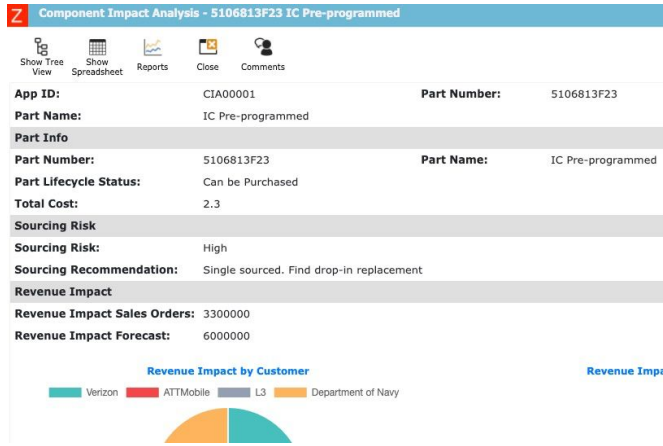 Z Component Impact Analysis - 5106813F23 IC Pre-programmed
Show Tree View Show Spreadsheet Reports Close Comments
App ID: CIA00001 Part Number: 5106813F23
Part Name: IC Pre-programmed
Part Info
Part Number: 5106813F23 Part Name: IC Pre-programmed
Part Lifecycle Status: Can be Purchased
Total Cost: 2.3
Sourcing Risk
Sourcing Risk: High
Sourcing Recommendation: Single sourced. Find drop-in replacement
Revenue Impact
Revenue Impact Sales Orders: 3300000
Revenue Impact Forecast: 6000000
Revenue Impact by Customer Revenue Impa
Verizon ATTMobile L3 Department of Navy